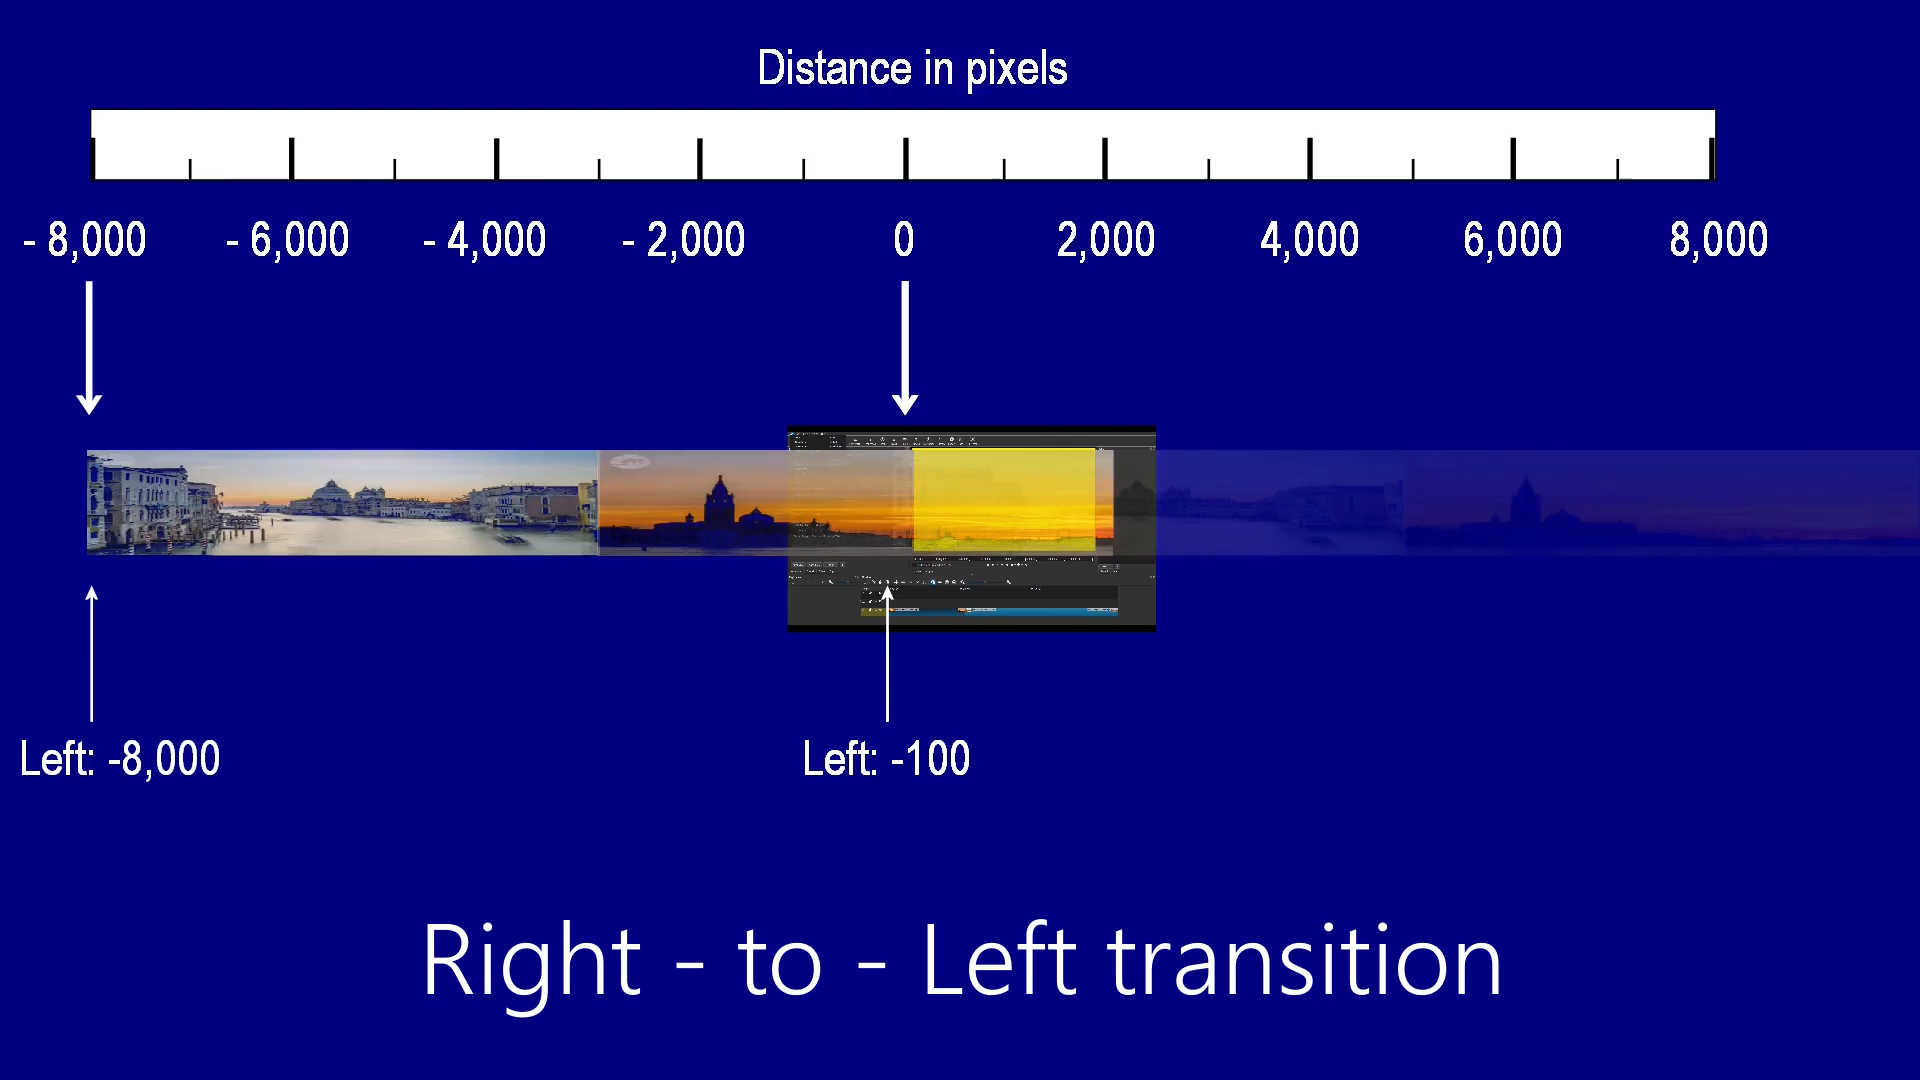 Distance in pixels
- 8,000 - 6,000 - 4,000 - 2,000 0 2,000 4,000 6,000 8,000
Left: -8,000 Left: -100
Right - to - Left transition